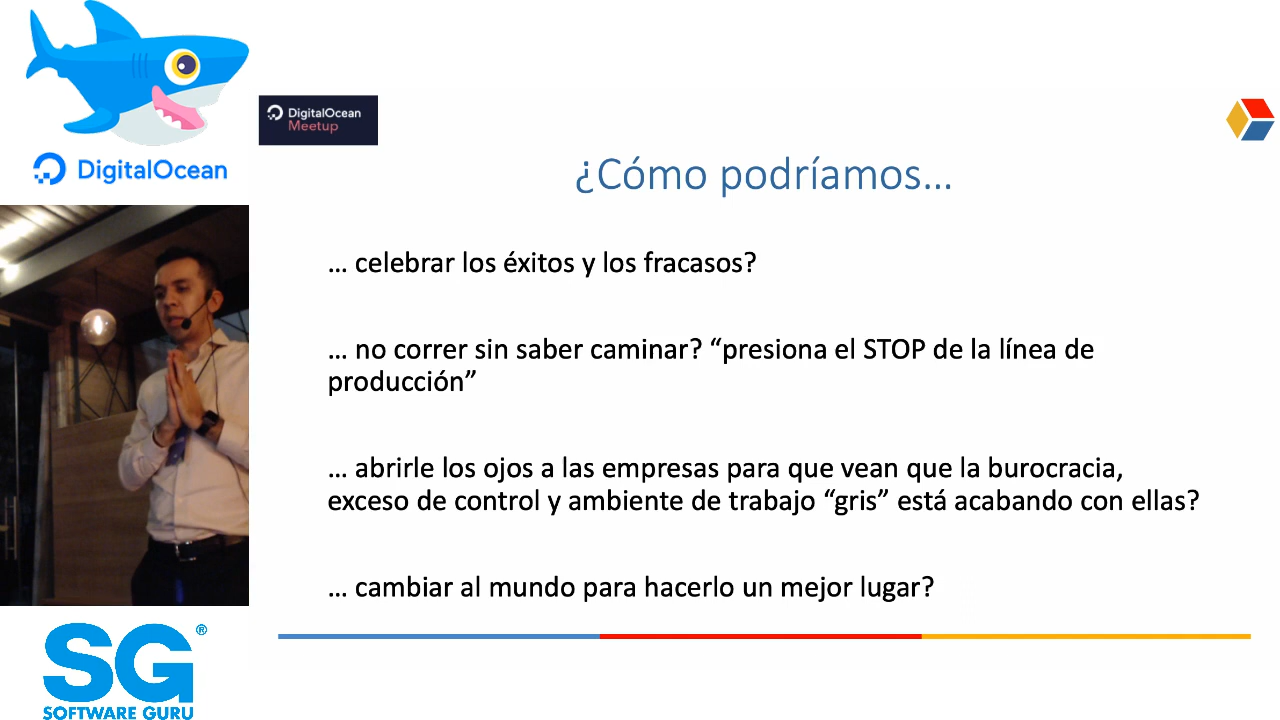 DigitalOcean
DigitalOcean
Meetup
¿Cómo podríamos...
... celebrar los éxitos y los fracasos?
... no correr sin saber caminar? “presiona el STOP de la línea de
producción”
... abrirle los ojos a las empresas para que vean que la burocracia,
exceso de control y ambiente de trabajo “gris” está acabando con ellas?
... cambiar al mundo para hacerlo un mejor lugar?
SG®
SOFTWARE GURU